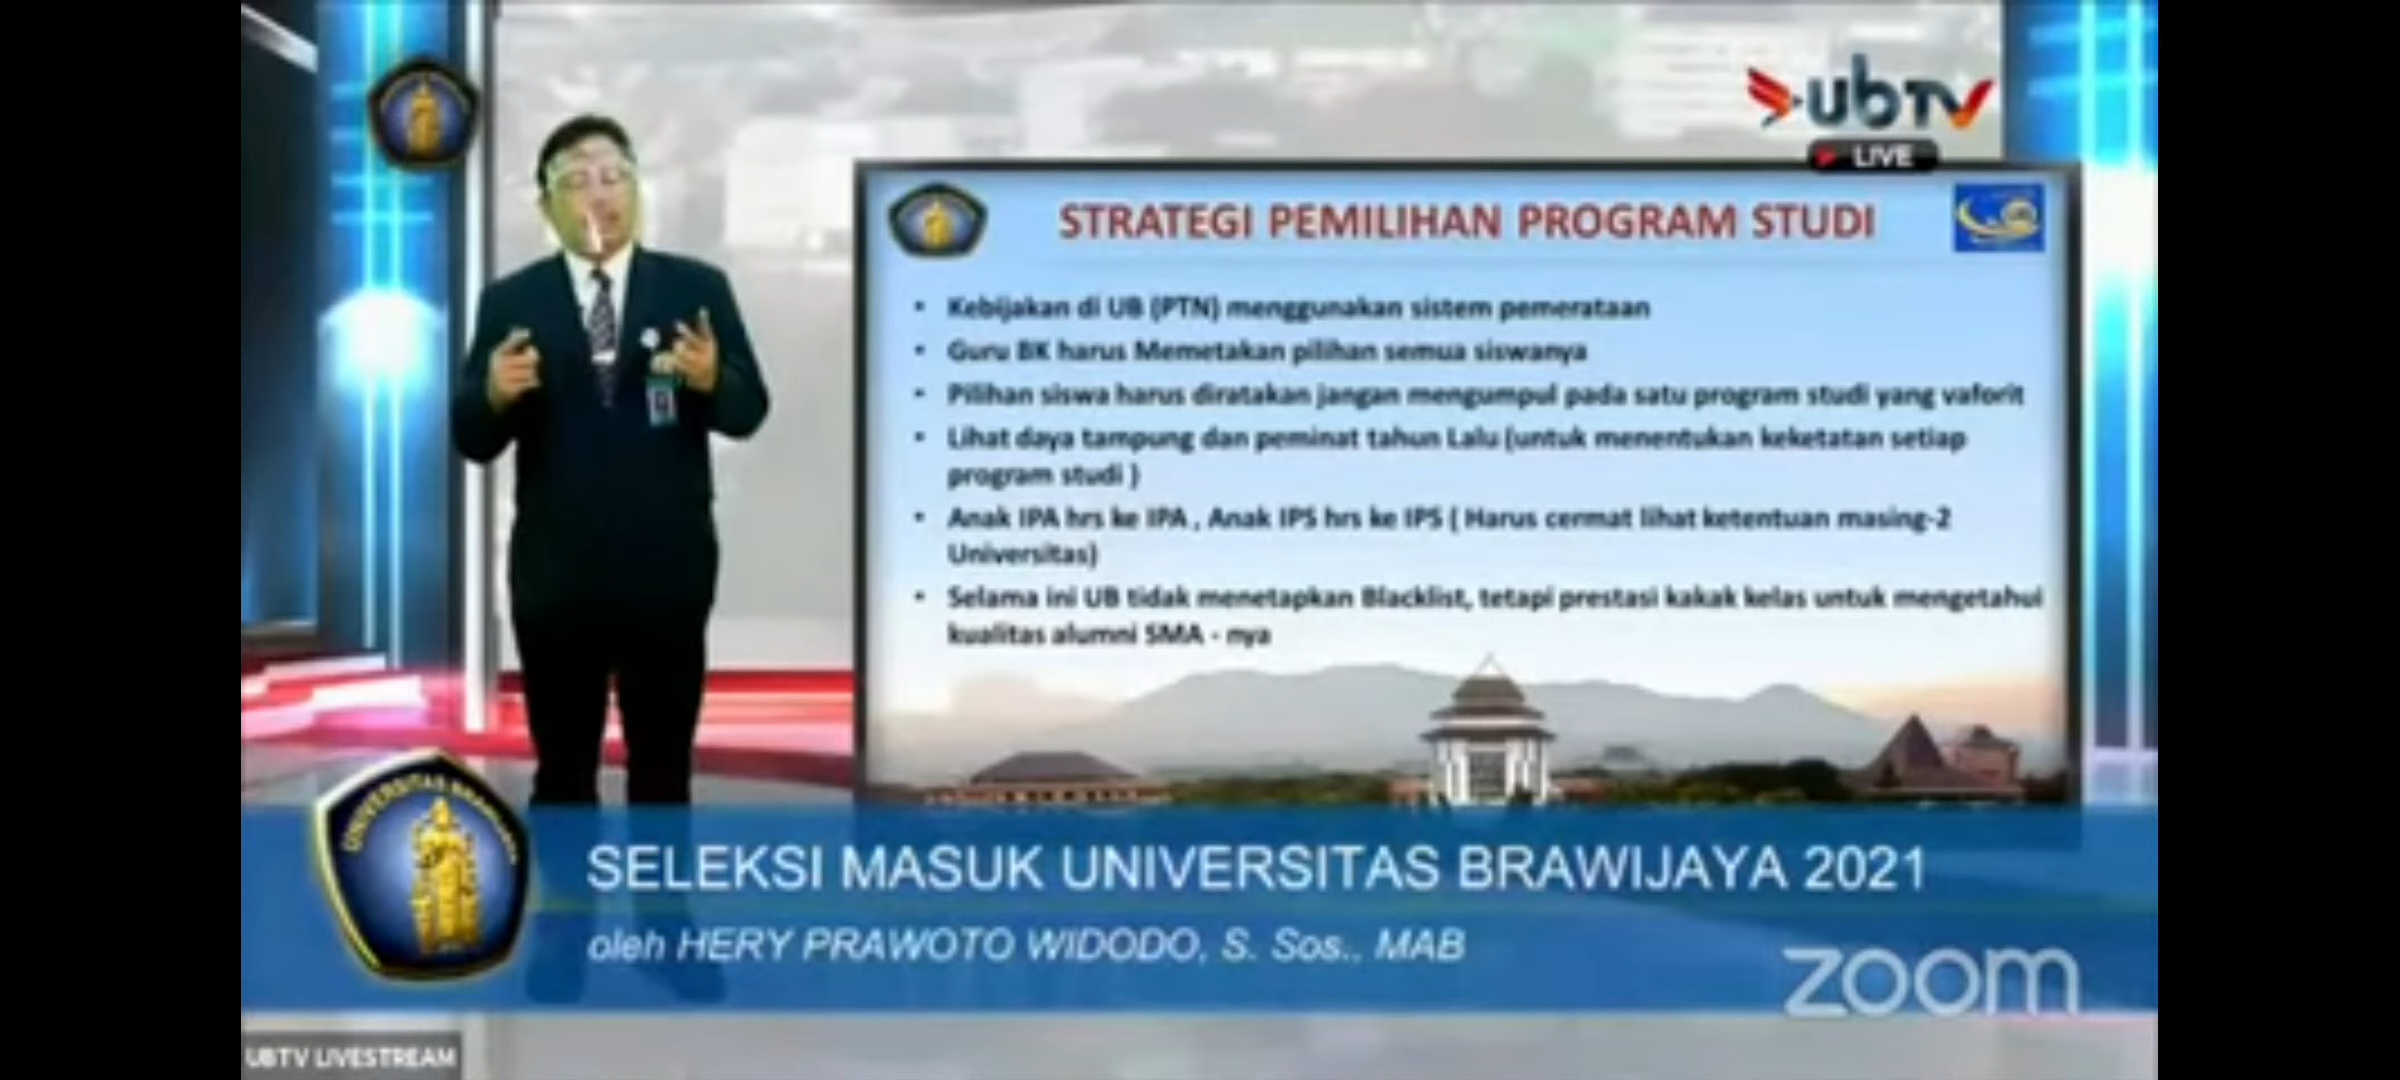 ubTV
LIVE
STRATEGI PEMILIHAN PROGRAM STUDI
• Kebijakan di UB (PTN) menggunakan sistem pemerataan
• Guru BK harus Memetakan pilihan semua siswanya
• Pilihan siswa harus diratakan jangan mengumpul pada satu program studi yang vaforit
• Lihat daya tampung dan peminat tahun Lalu (untuk menentukan keketatan setiap
program studi )
• Anak IPA hrs ke IPA , Anak IPS hrs ke IPS ( Harus cermat lihat ketentuan masing-2
Universitas)
• Selama ini UB tidak menetapkan Blacklist, tetapi prestasi kakak kelas untuk mengetahui
kualitas alumni SMA - nya
UNIVERSITAS BRAWIJAYA
SELEKSI MASUK UNIVERSITAS BRAWIJAYA 2021
oleh HERY PRAWOTO WIDODO, S. Sos., MAB
zoom
UBTV LIVESTREAM